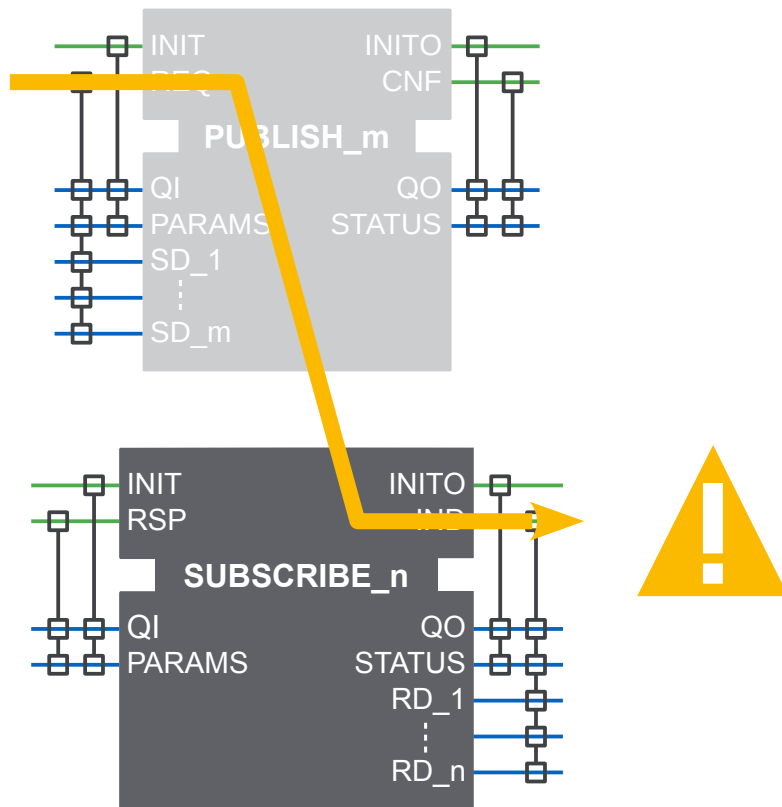 INIT
INITO
REQ
CNF
PUBLISH_m
QI
QO
PARAMS
STATUS
SD_1
SD_m
INIT
INITO
RSP
IND
SUBSCRIBE_n
QI
QO
PARAMS
STATUS
RD_1
RD_n